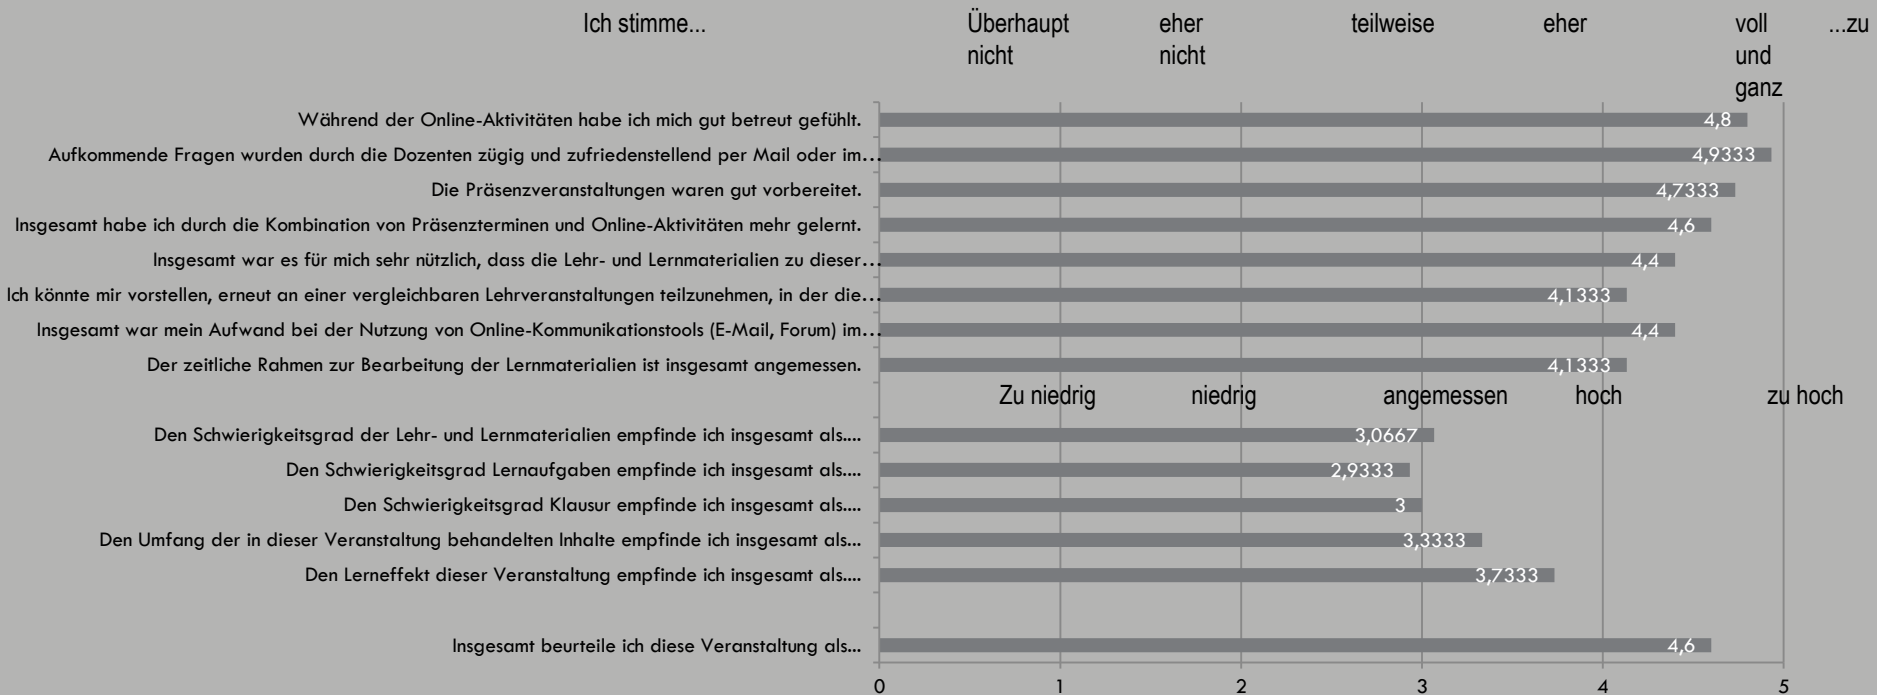 Ich stimme... Überhaupt nicht eher nicht teilweise eher voll und ganz ...zu
Während der Online-Aktivitäten habe ich mich gut betreut gefühlt. 4,8
Aufkommende Fragen wurden durch die Dozenten zügig und zufriedenstellend per Mail oder im… 4,9333
Die Präsenzveranstaltungen waren gut vorbereitet. 4,7333
Insgesamt habe ich durch die Kombination von Präsenzterminen und Online-Aktivitäten mehr gelernt. 4,6
Insgesamt war es für mich sehr nützlich, dass die Lehr- und Lernmaterialien zu dieser… 4,4
Ich könnte mir vorstellen, erneut an einer vergleichbaren Lehrveranstaltungen teilzunehmen, in der die… 4,1333
Insgesamt war mein Aufwand bei der Nutzung von Online-Kommunikationstools (E-Mail, Forum) im… 4,4
Der zeitliche Rahmen zur Bearbeitung der Lernmaterialien ist insgesamt angemessen. 4,1333
Zu niedrig niedrig angemessen hoch zu hoch
Den Schwierigkeitsgrad der Lehr- und Lernmaterialien empfinde ich insgesamt als.... 3,0667
Den Schwierigkeitsgrad Lernaufgaben empfinde ich insgesamt als.... 2,9333
Den Schwierigkeitsgrad Klausur empfinde ich insgesamt als.... 3
Den Umfang der in dieser Veranstaltung behandelten Inhalte empfinde ich insgesamt als... 3,3333
Den Lerneffekt dieser Veranstaltung empfinde ich insgesamt als.... 3,7333
Insgesamt beurteile ich diese Veranstaltung als... 4,6
0 1 2 3 4 5